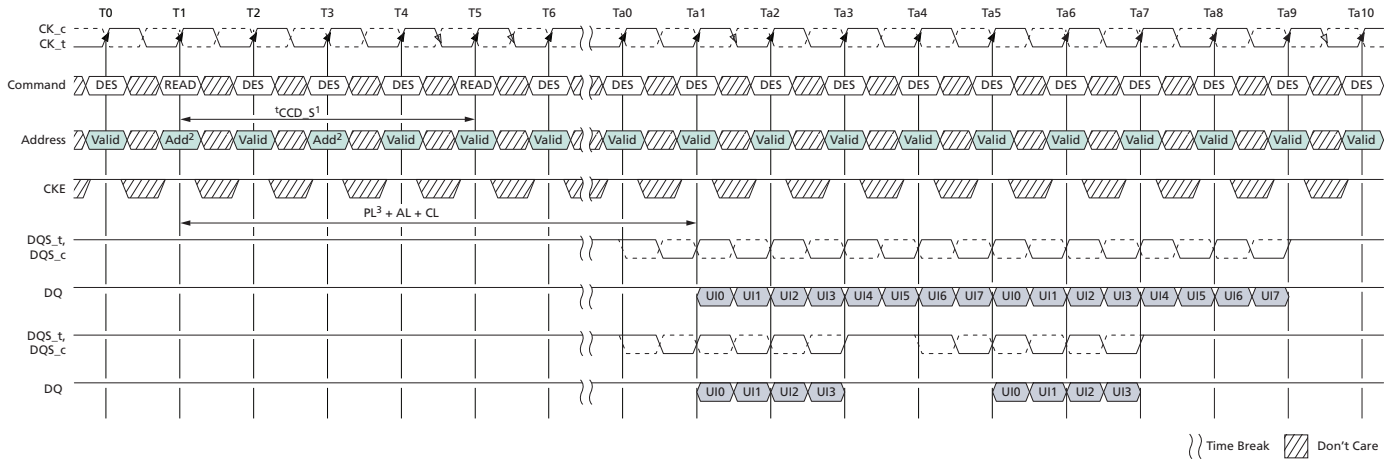 T0 T1 T2 T3 T4 T5 T6 Ta0 Ta1 Ta2 Ta3 Ta4 Ta5 Ta6 Ta7 Ta8 Ta9 Ta10
CK_c
CK_t
Command DES READ DES DES DES READ DES DES DES DES DES DES DES DES DES DES DES DES
tCCD_S1
Address Valid Add2 Valid Add2 Valid Valid Valid Valid Valid Valid Valid Valid Valid Valid Valid Valid Valid Valid
CKE
PL3 + AL + CL
DQS_t,
DQS_c
DQ UI0 UI1 UI2 UI3 UI4 UI5 UI6 UI7 UI0 UI1 UI2 UI3 UI4 UI5 UI6 UI7
DQS_t,
DQS_c
DQ UI0 UI1 UI2 UI3 UI0 UI1 UI2 UI3
Time Break Don't Care